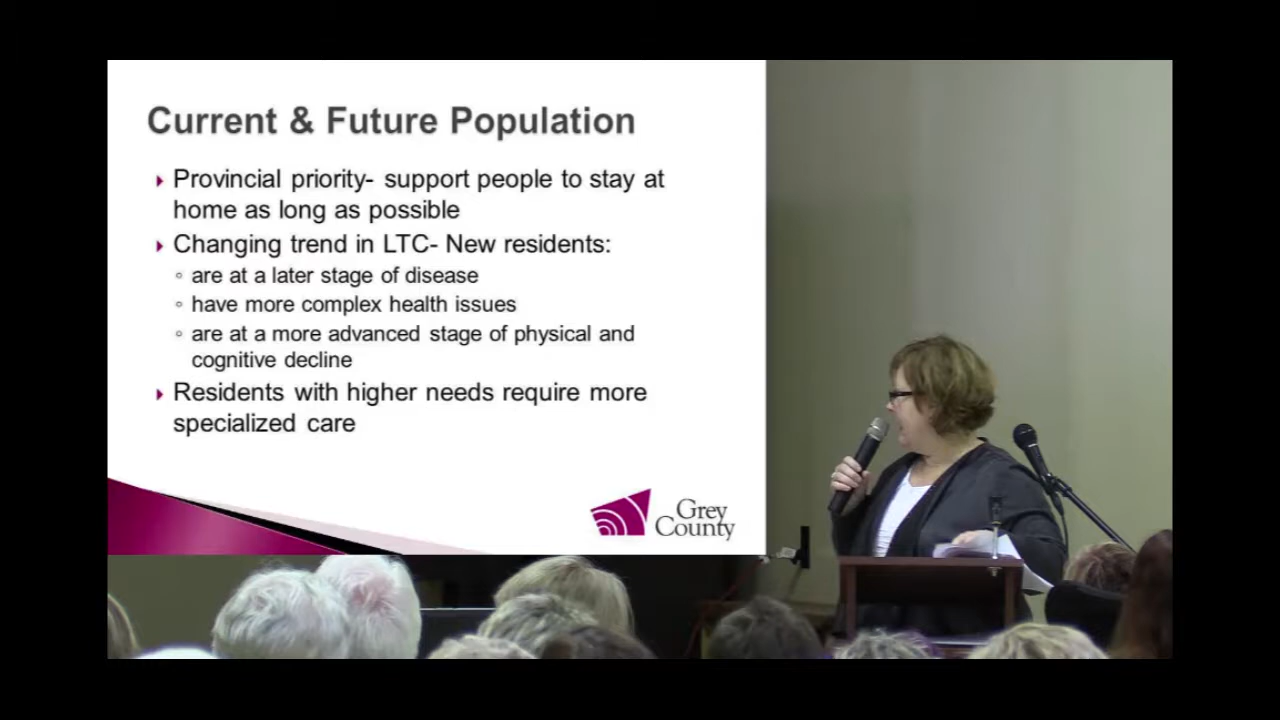 Current & Future Population
Provincial priority- support people to stay at
home as long as possible
Changing trend in LTC- New residents:
are at a later stage of disease
have more complex health issues
are at a more advanced stage of physical and
cognitive decline
Residents with higher needs require more
specialized care
Grey
County